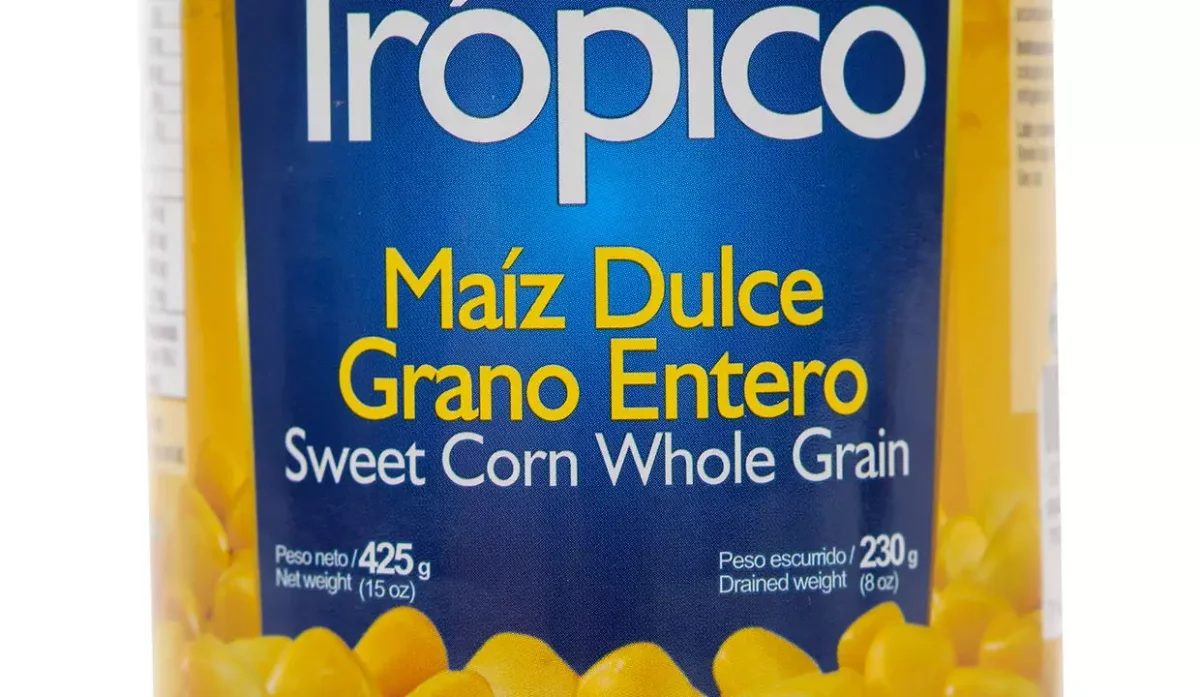 Trópico
Maíz Dulce
Grano Entero
Sweet Corn Whole Grain
Peso neto / 425 g
Net weight (15 oz)
Peso escurrido / 230 g
Drained weight (8 oz)